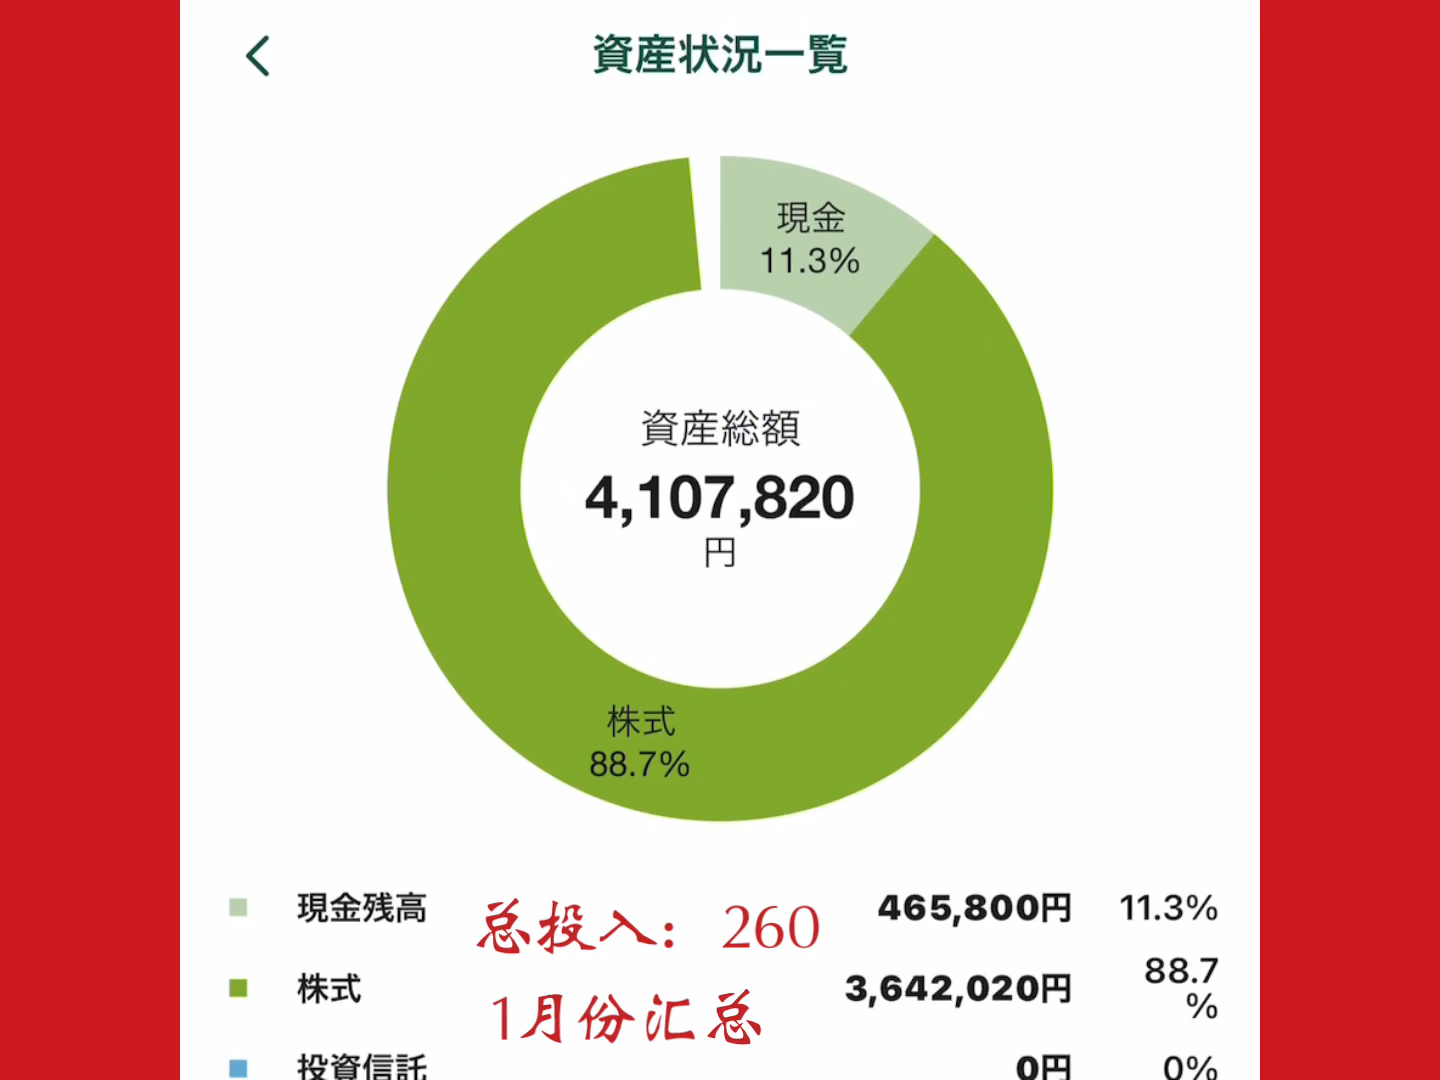 資産状況一覧
現金
11.3%
資産総額
4,107,820
円
株式
88.7%
現金残高 465,800円 11.3%
总投入：260
株式 3,642,020円 88.7
%
1月份汇总
投資信託 0円 0%